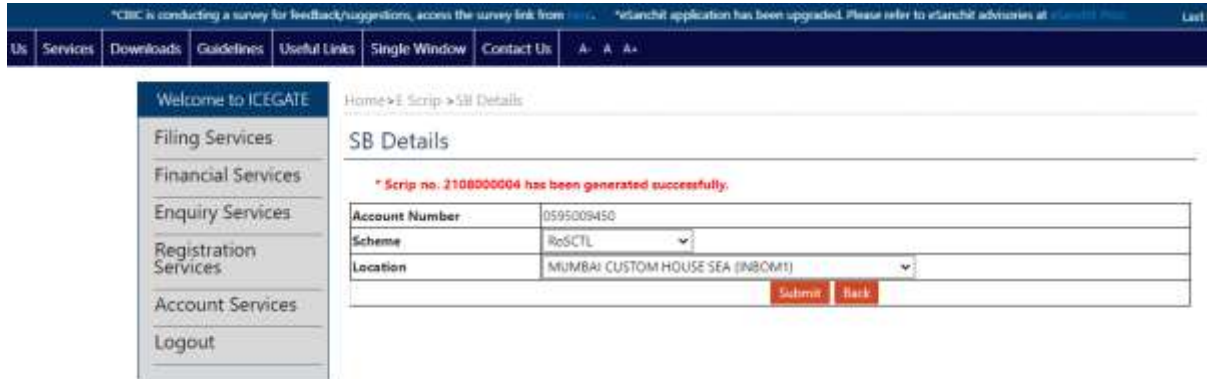 *CBIC is conducting a survey for feedback/suggestions, access the survey link from *eSanchit application has been upgraded. Please refer to eSanchit advisories at Last
Us Services Downloads Guidelines Useful Links Single Window Contact Us A- A A+
Welcome to ICEGATE
Filing Services
Financial Services
Enquiry Services
Registration
Services
Account Services
Logout
Home>E Scrip >SB Details
SB Details
* Scrip no. 2108000004 has been generated successfully.
Account Number 0595009450
Scheme RoSCTL
Location MUMBAI CUSTOM HOUSE SEA (INBOM1)
Submit Back